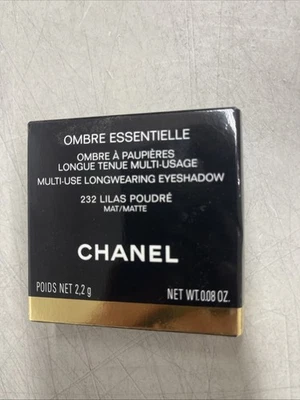 OMBRE ESSENTIELLE
OMBRE À PAUPIÈRES
LONGUE TENUE MULTI-USAGE
MULTI-USE LONGWEARING EYESHADOW
232 LILAS POUDRÉ
MAT/MATTE
CHANEL
POIDS NET 2,2 g NET WT. 0.08 OZ.